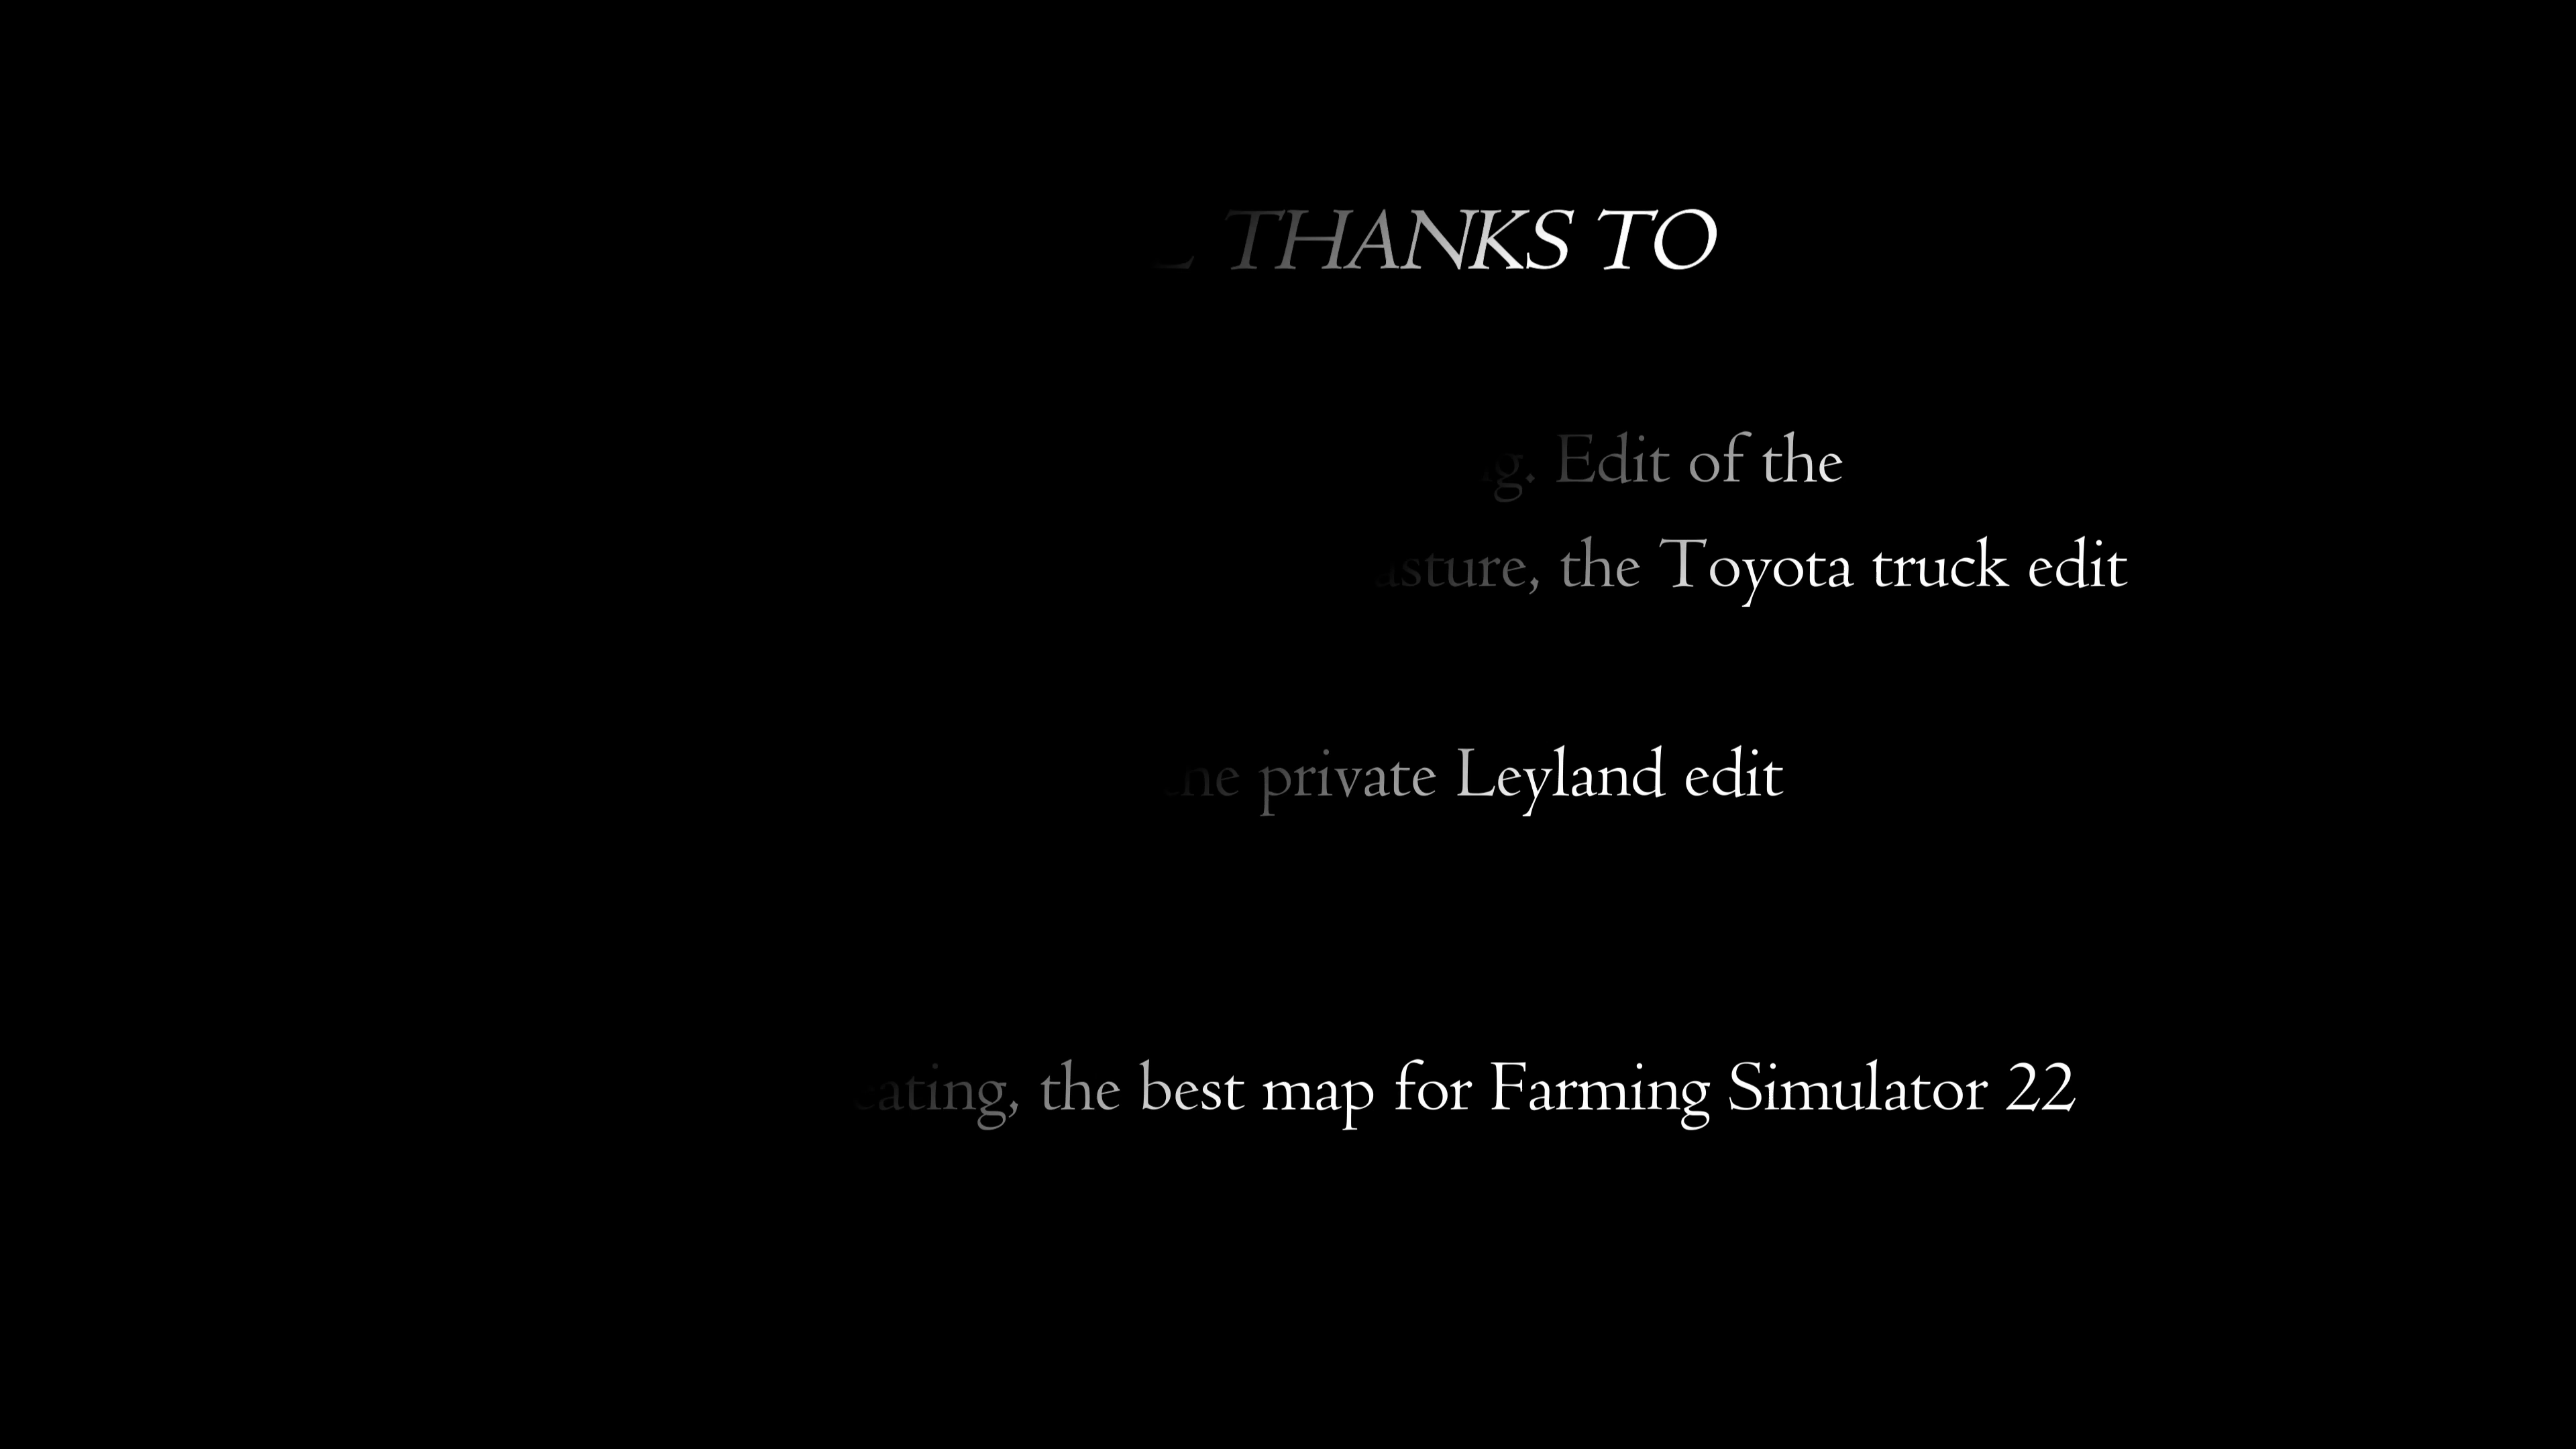 THANKS TO
Edit of the
the Toyota truck edit
private Leyland edit
the best map for Farming Simulator 22